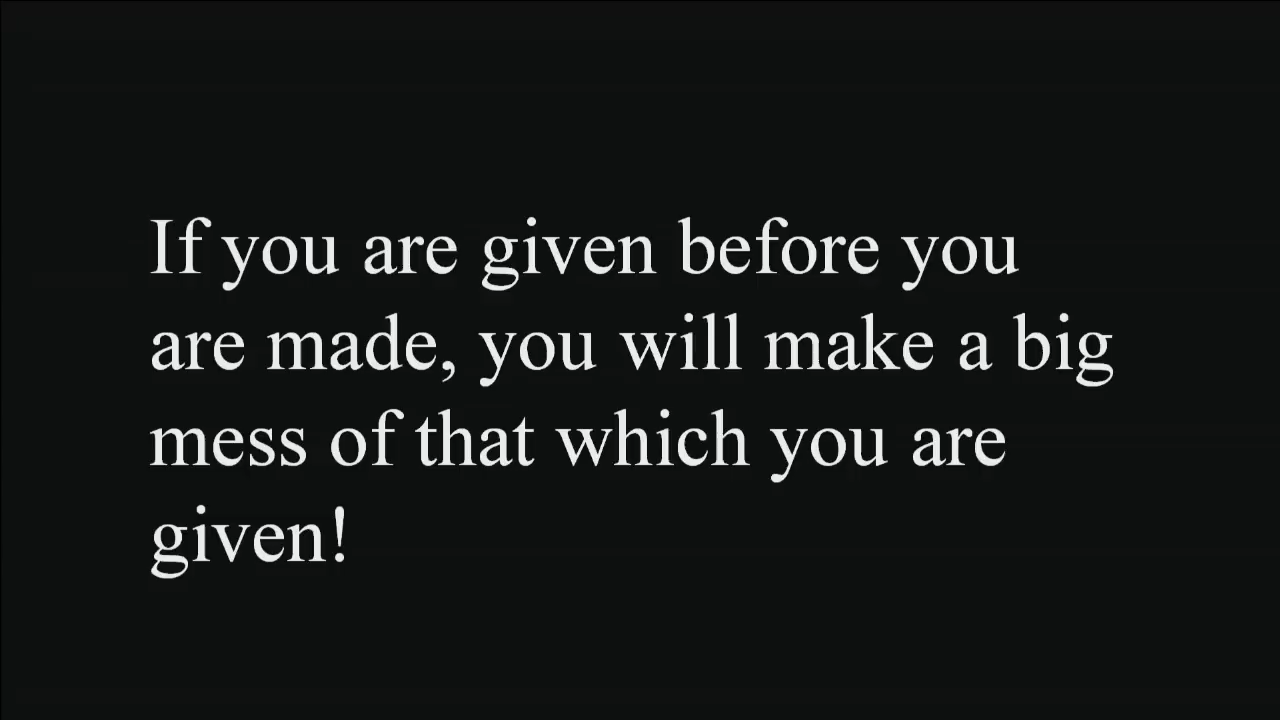 If you are given before you
are made, you will make a big
mess of that which you are
given!